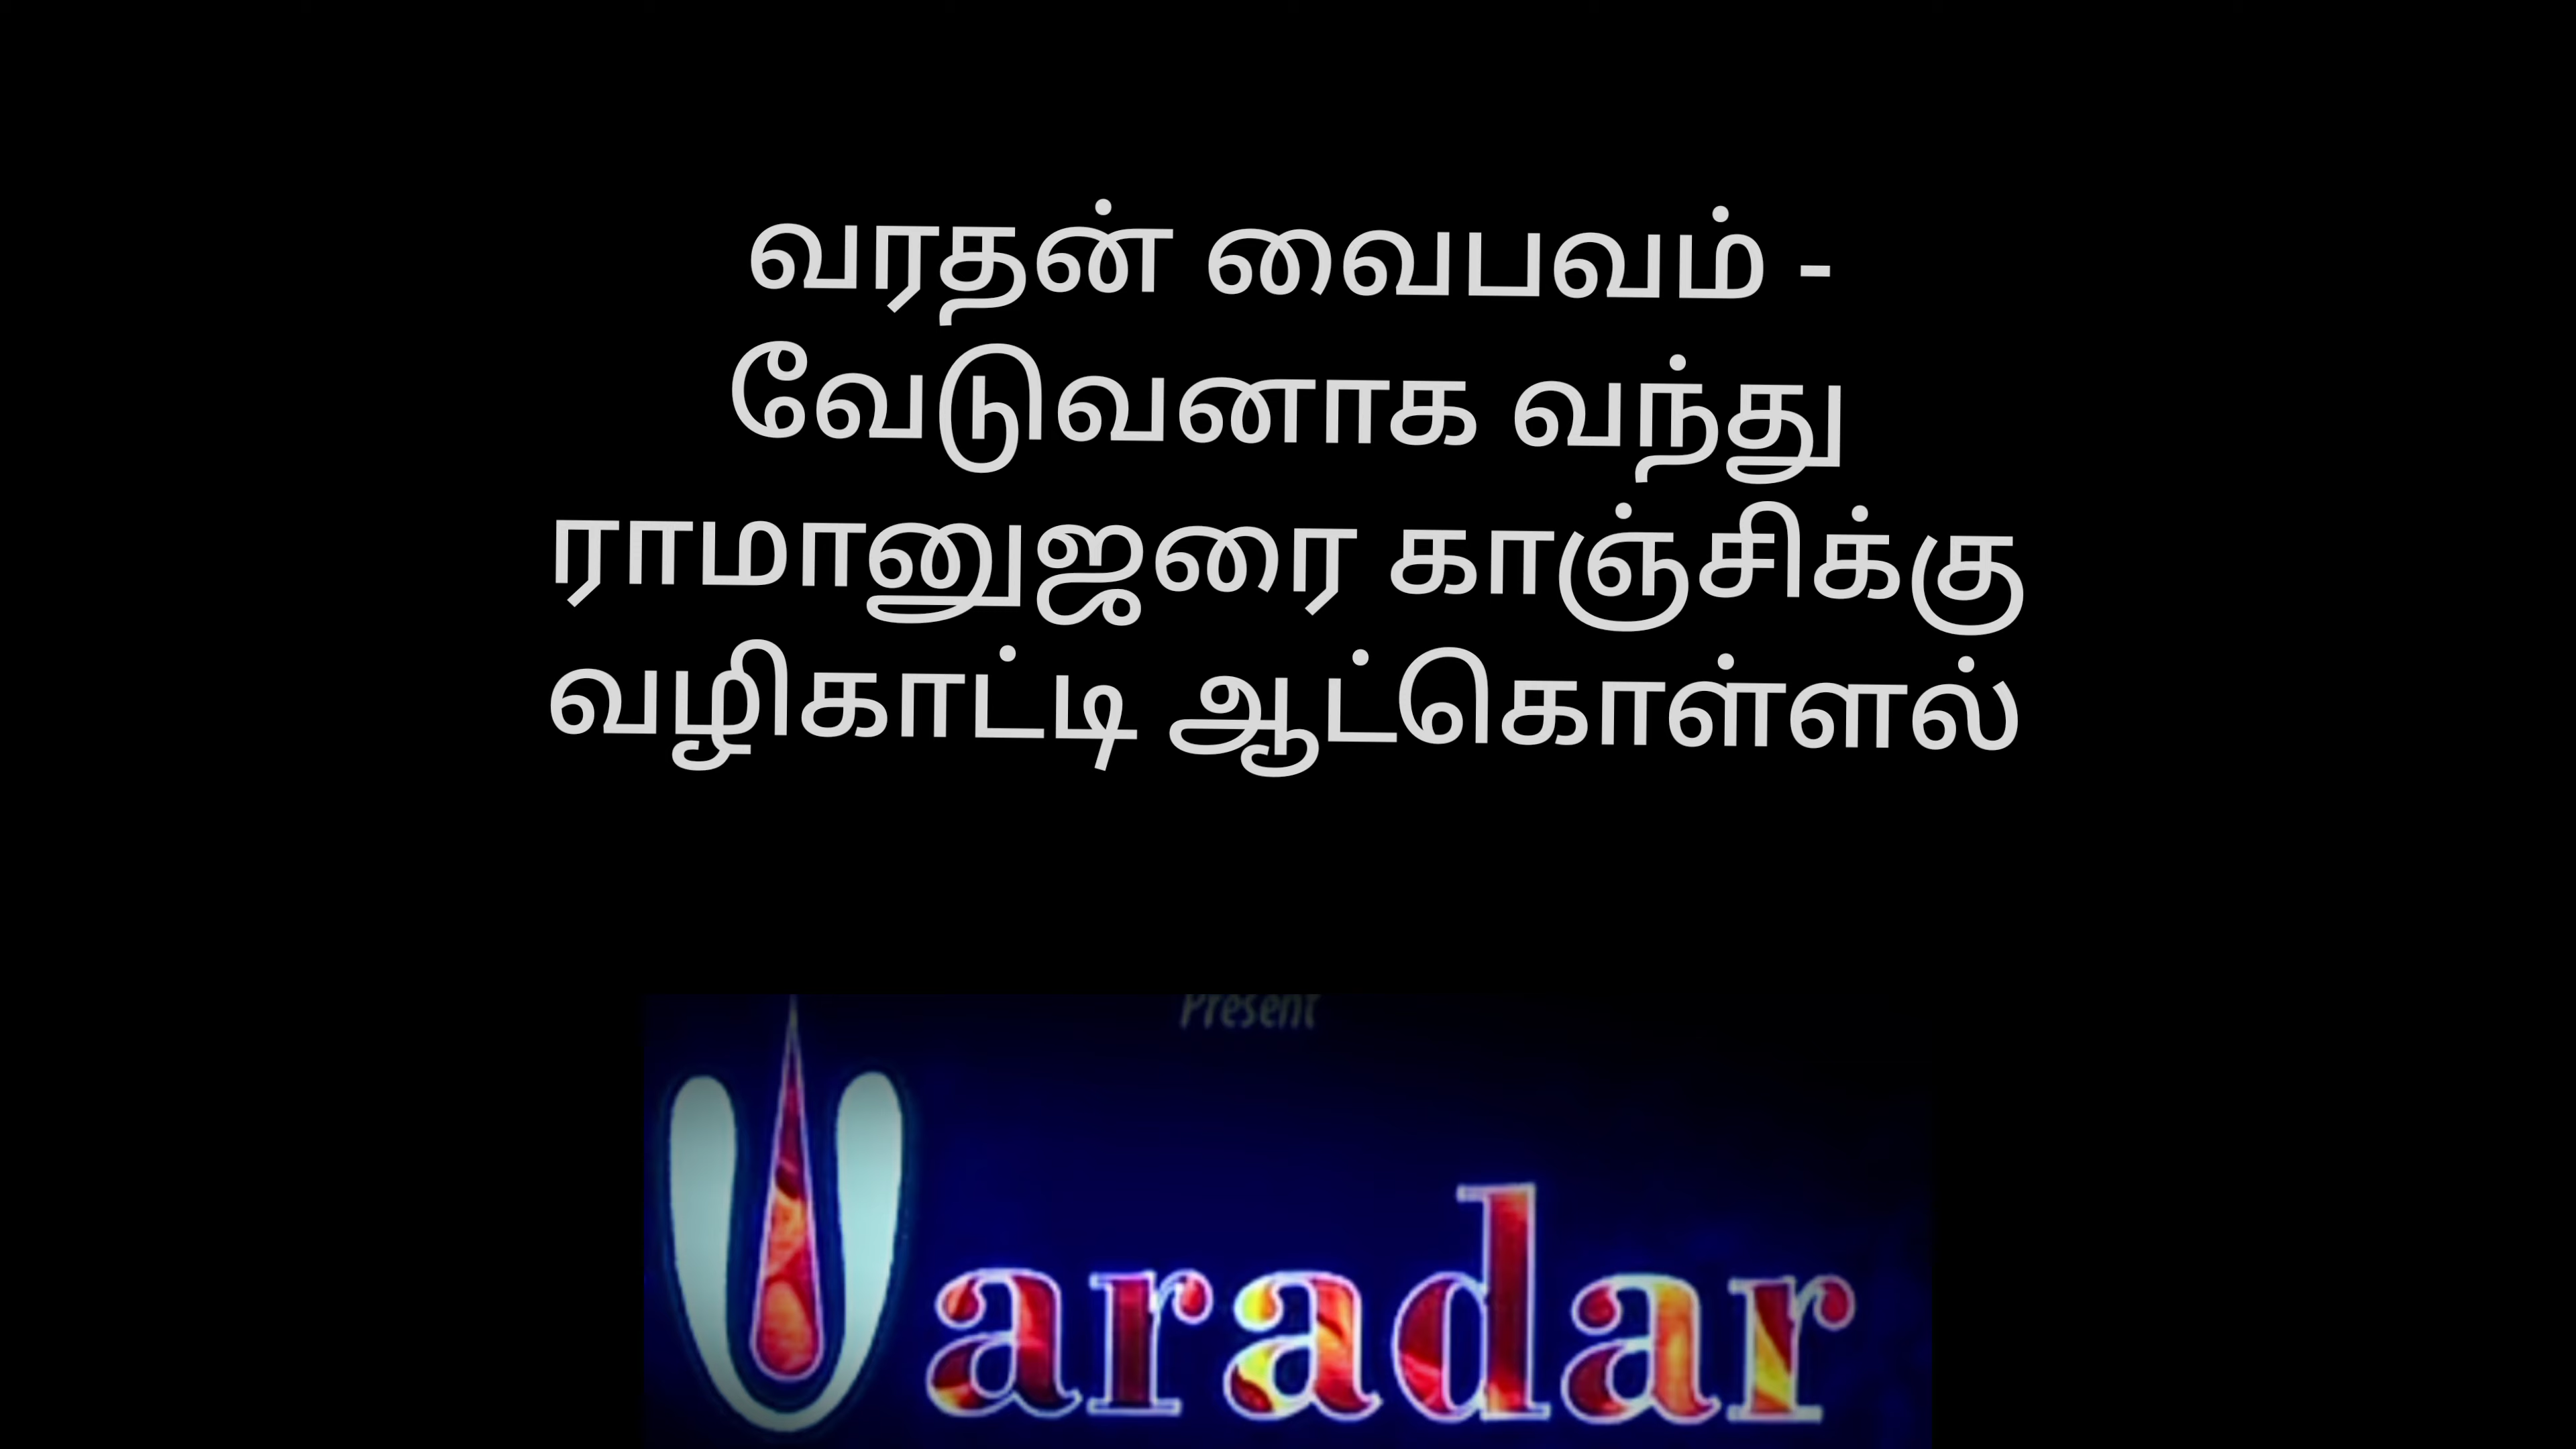 வரதன் வைபவம் -
வேடுவனாக வந்து
ராமானுஜரை காஞ்சிக்கு
வழிகாட்டி ஆட்கொள்ளல்
Present
Varadar